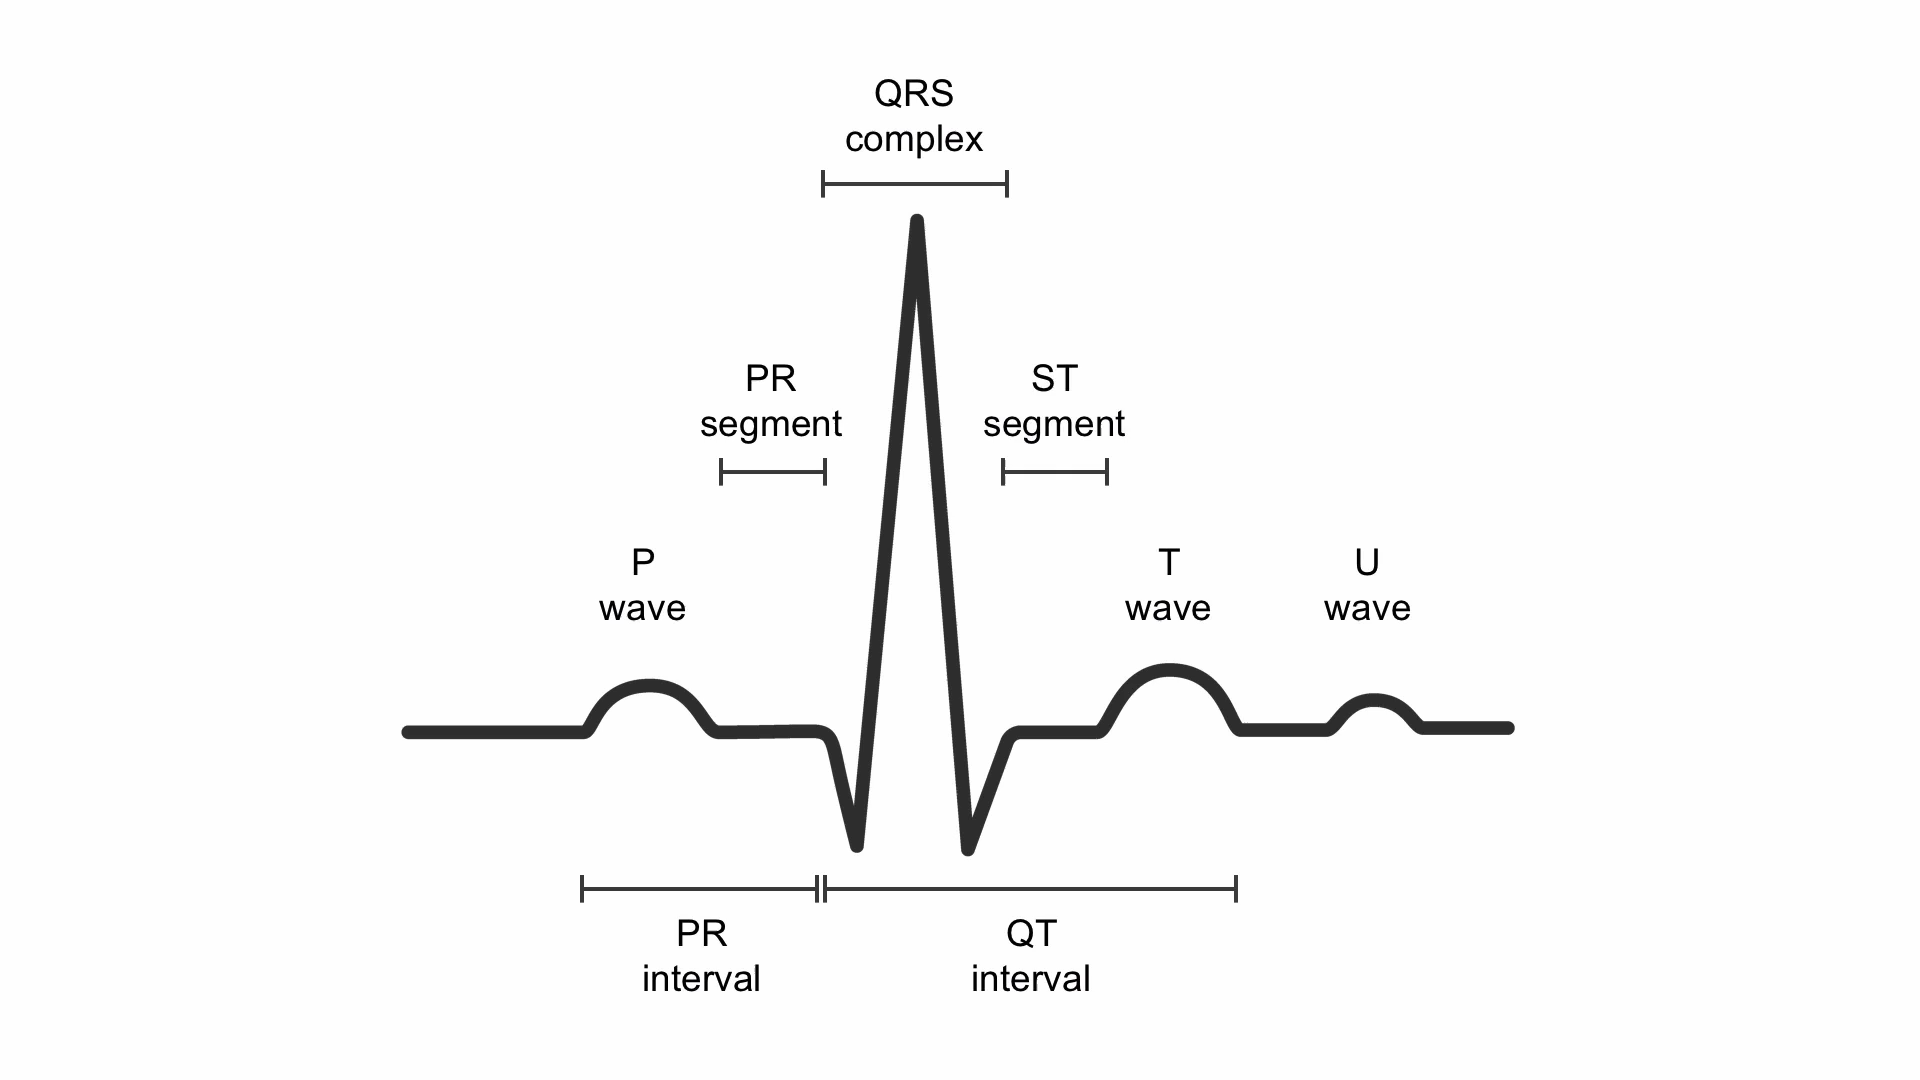 QRS
complex
PR
segment
ST
segment
P
wave
T
wave
U
wave
PR
interval
QT
interval